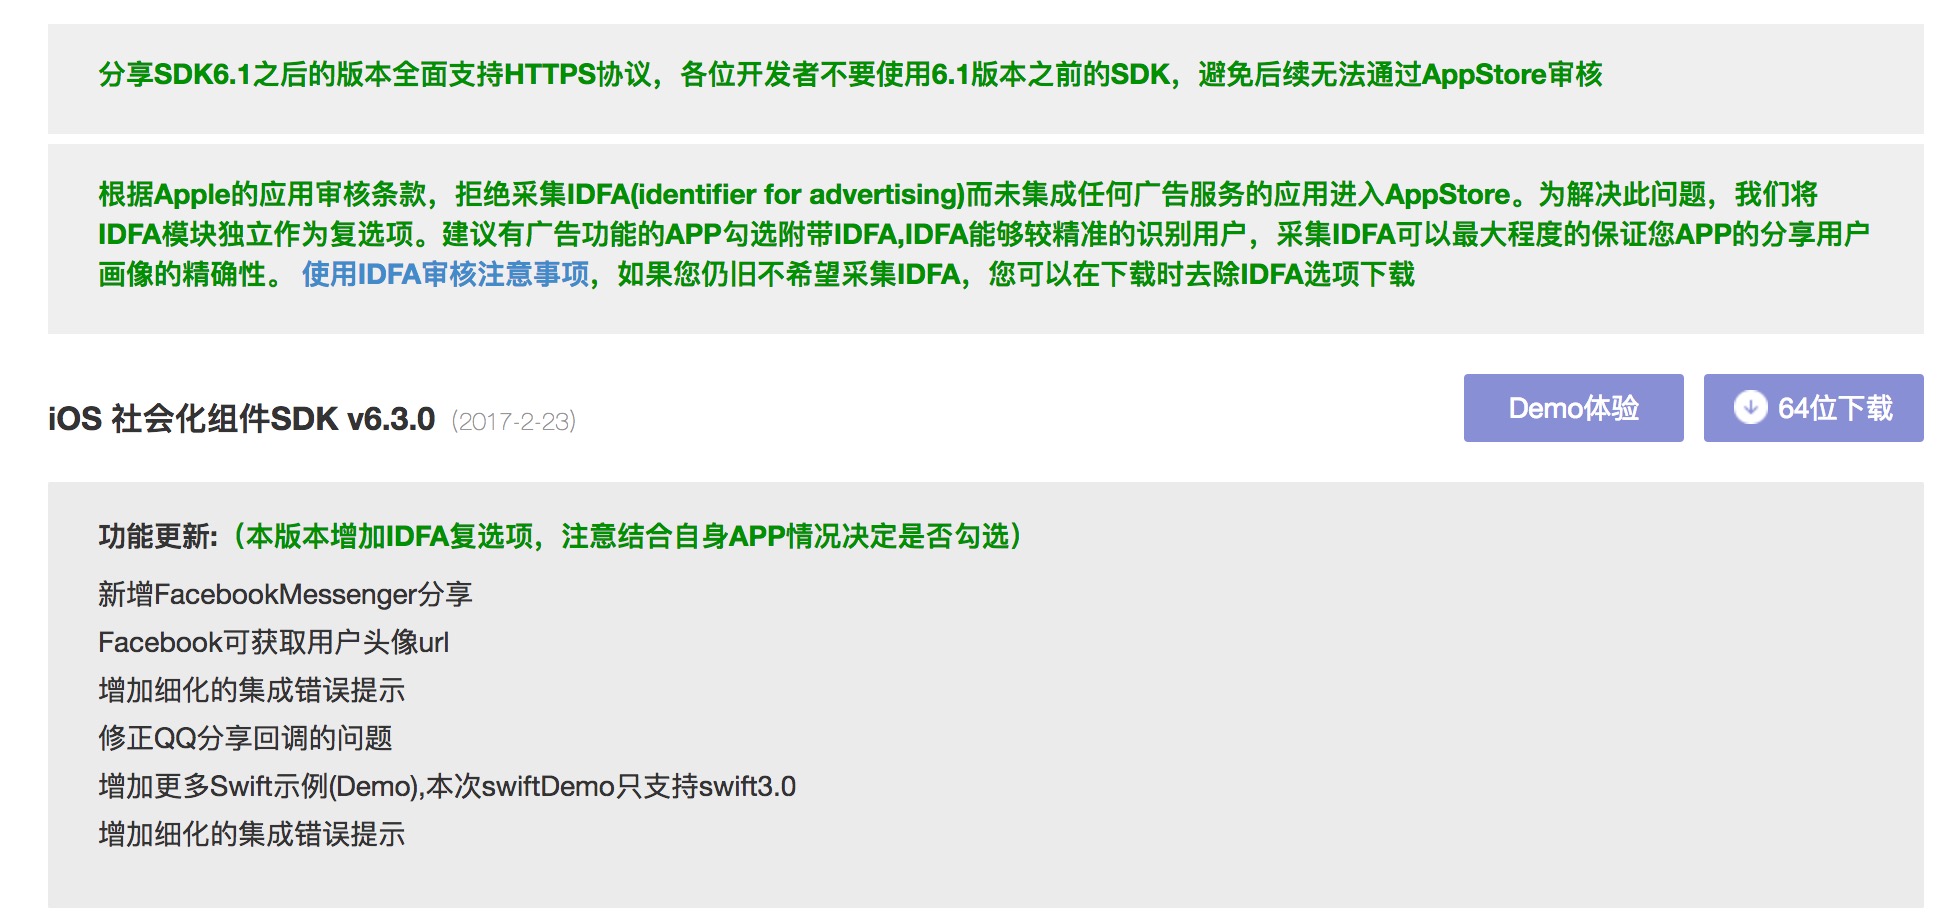 分享SDK6.1之后的版本全面支持HTTPS协议，各位开发者不要使用6.1版本之前的SDK，避免后续无法通过AppStore审核
根据Apple的应用审核条款，拒绝采集IDFA(identifier for advertising)而未集成任何广告服务的应用进入AppStore。为解决此问题，我们将
IDFA模块独立作为复选项。建议有广告功能的APP勾选附带IDFA,IDFA能够较精准的识别用户，采集IDFA可以最大程度的保证您APP的分享用户
画像的精确性。 使用IDFA审核注意事项，如果您仍旧不希望采集IDFA，您可以在下载时去除IDFA选项下载
iOS 社会化组件SDK v6.3.0 (2017-2-23)
Demo体验
64位下载
功能更新:（本版本增加IDFA复选项，注意结合自身APP情况决定是否勾选）
新增FacebookMessenger分享
Facebook可获取用户头像url
增加细化的集成错误提示
修正QQ分享回调的问题
增加更多Swift示例(Demo),本次swiftDemo只支持swift3.0
增加细化的集成错误提示